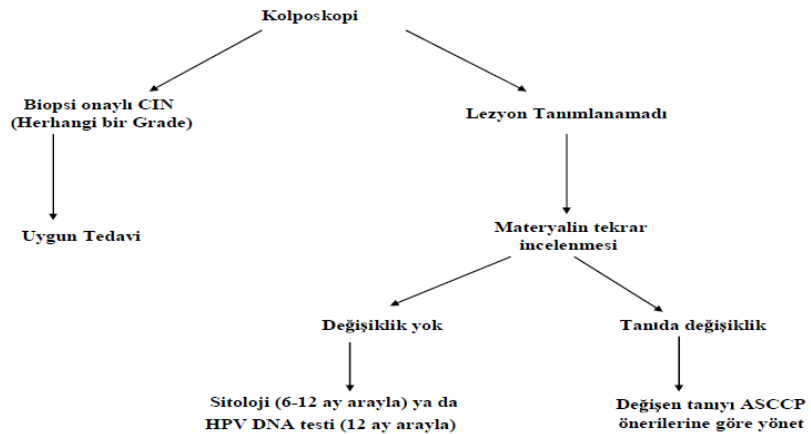 Kolposkopi
Biopsi onaylı CIN
(Herhangi bir Grade)
Lezyon Tanımlanamadı
Uygun Tedavi
Materyalin tekrar
incelenmesi
Değişiklik yok
Tanıda değişiklik
Sitoloji (6-12 ay arayla) ya da
HPV DNA testi (12 ay arayla)
Değişen tanıyı ASCCP
önerilerine göre yönet